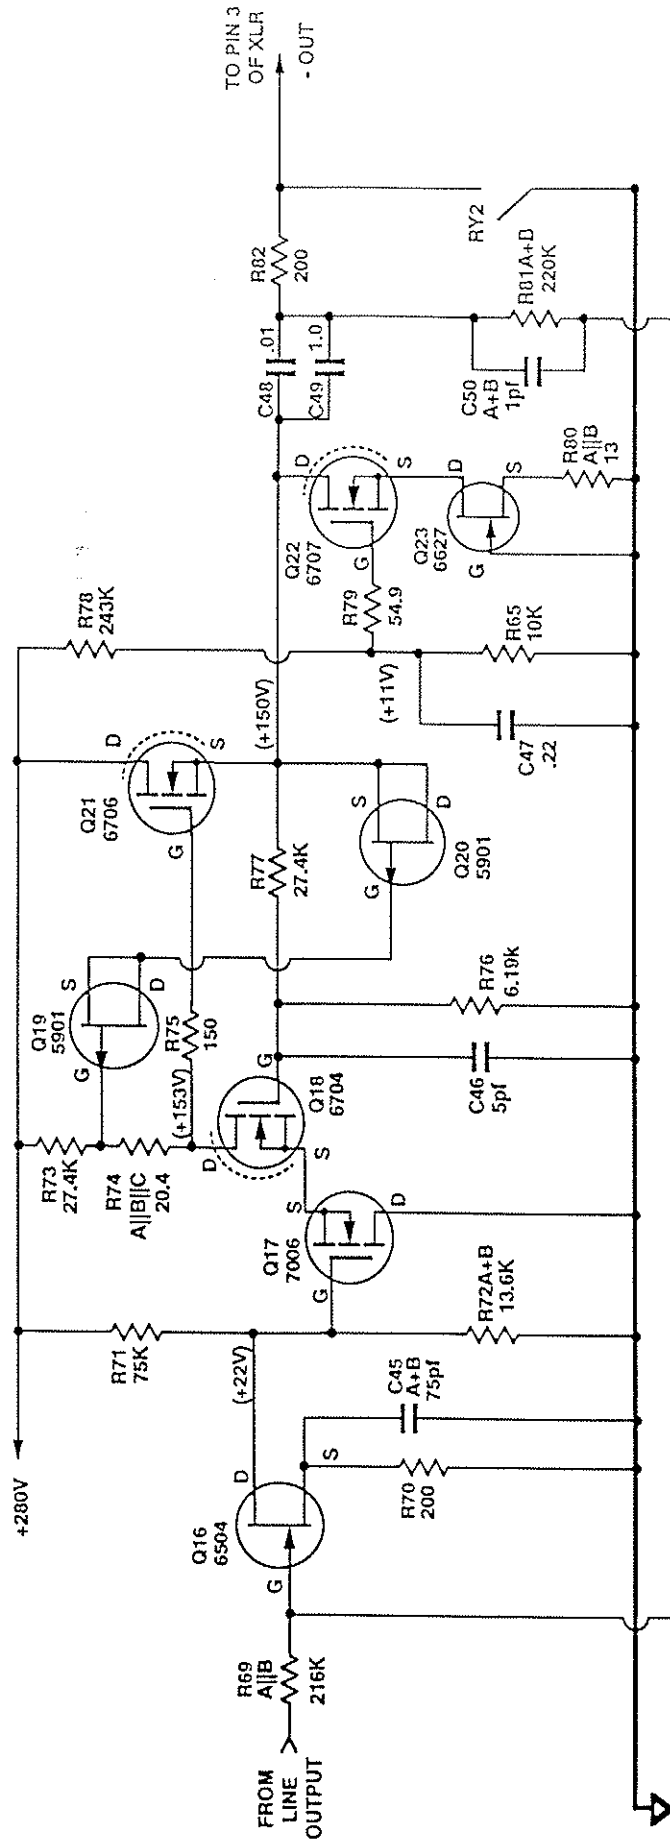 FROM
LINE
OUTPUT
R69
A||B
216K
+280V
Q16
6504
G
D
S
R70
200
C45
A+B
75pf
(+22V)
R71
75K
R72A+B
13.6K
Q17
7006
G
S
D
R73
27.4K
R74
A||B||C
20.4
(+153V)
D
G
S
Q18
6704
C46
5pf
R76
6.19k
Q19
5901
G
S
D
R75
150
R77
27.4K
Q20
5901
G
S
D
Q21
6706
G
D
S
(+150V)
R78
243K
(+11V)
C47
.22
R65
10K
R79
54.9
Q22
6707
G
D
S
Q23
6627
G
D
S
R80
A||B
13
C48
.01
C49
1.0
C50
A+B
1pf
R81A+B
220K
R82
200
RY2
TO PIN 3
OF XLR
- OUT